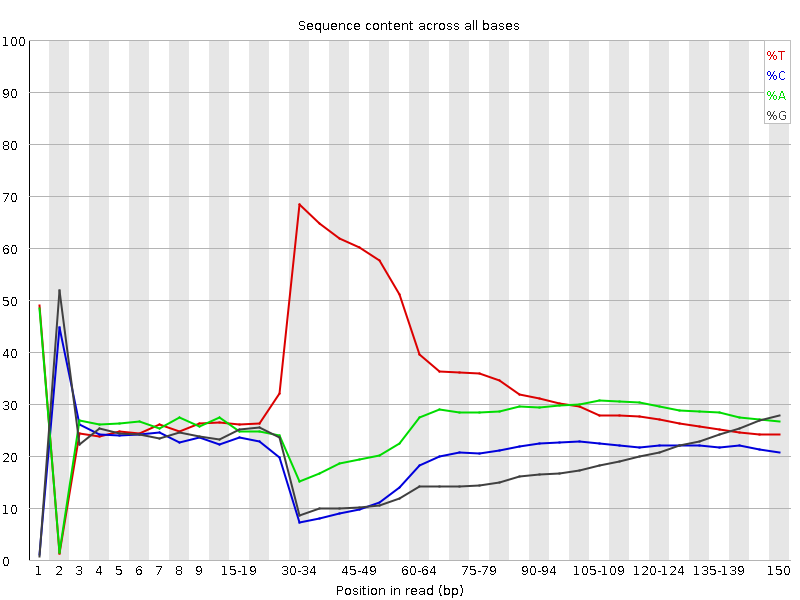 Sequence content across all bases
100
90
80
70
60
50
40
30
20
10
0
%T
%C
%A
%G
1 2 3 4 5 6 7 8 9 15-19 30-34 45-49 60-64 75-79 90-94 105-109 120-124 135-139 150
Position in read (bp)